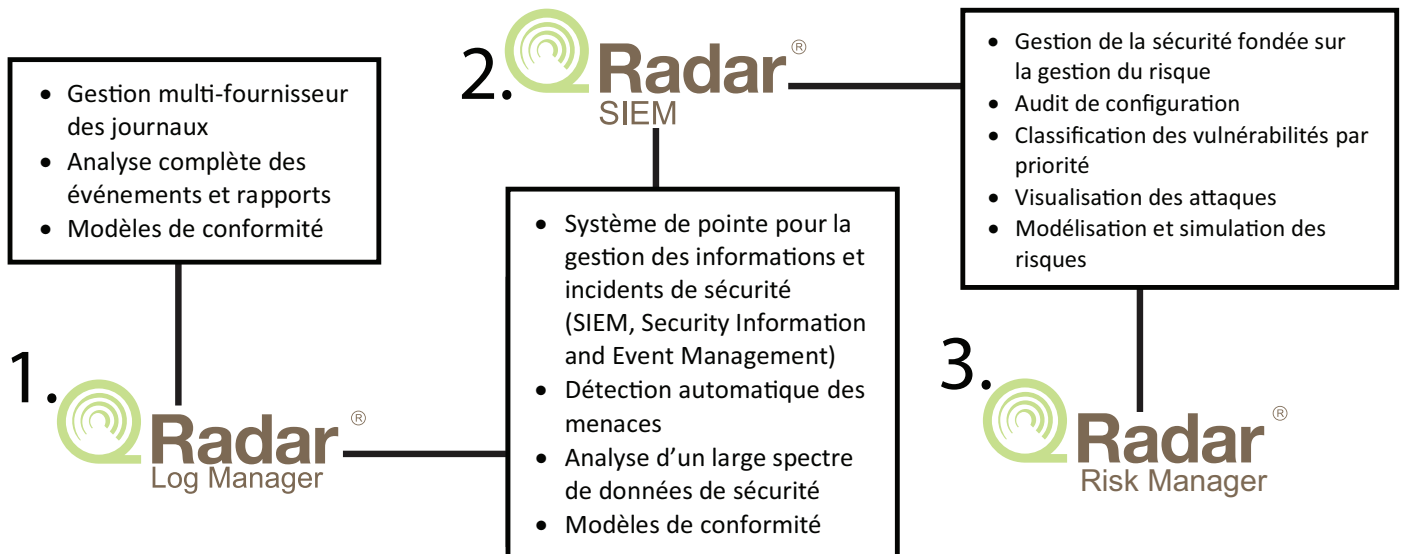 • Gestion multi-fournisseur
des journaux
• Analyse complète des
événements et rapports
• Modèles de conformité
1.
QRadar®
Log Manager
2.
QRadar®
SIEM
• Système de pointe pour la
gestion des informations et
incidents de sécurité
(SIEM, Security Information
and Event Management)
• Détection automatique des
menaces
• Analyse d’un large spectre
de données de sécurité
• Modèles de conformité
• Gestion de la sécurité fondée sur
la gestion du risque
• Audit de configuration
• Classification des vulnérabilités par
priorité
• Visualisation des attaques
• Modélisation et simulation des
risques
3.
QRadar®
Risk Manager